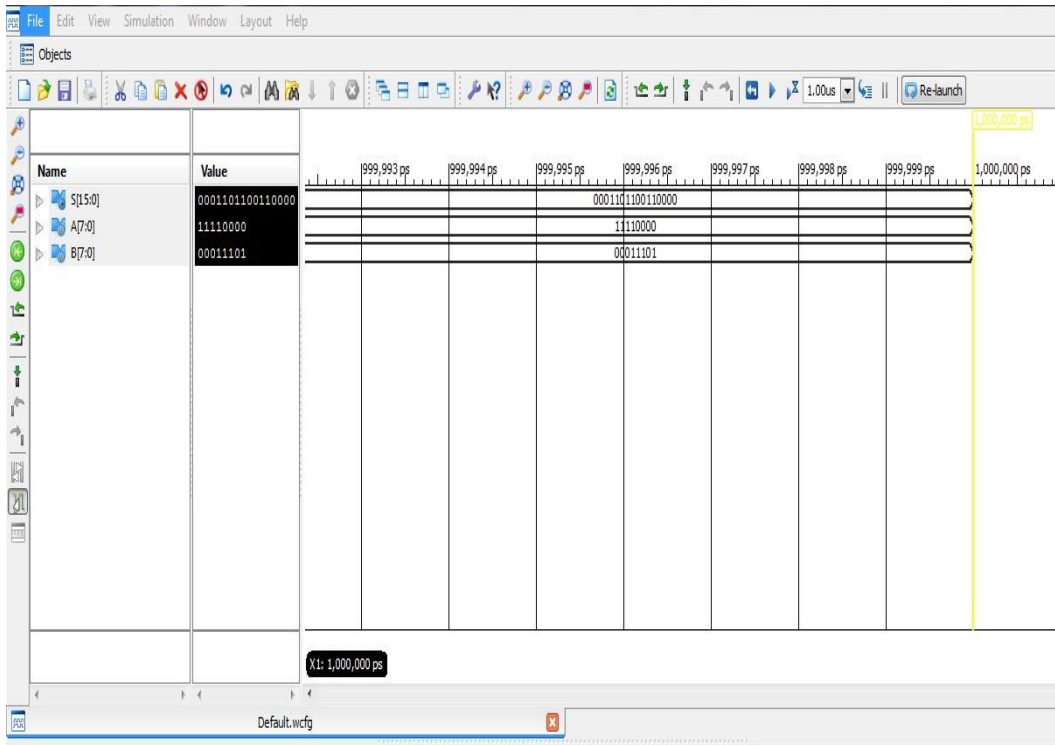 File Edit View Simulation Window Layout Help
Objects
1.00us Re-launch
1,000,000 ps
Name Value
999,993 ps 999,994 ps 999,995 ps 999,996 ps 999,997 ps 999,998 ps 999,999 ps 1,000,000 ps
S[15:0] 0001101100110000 0001101100110000
A[7:0] 11110000 11110000
B[7:0] 00011101 00011101
X1: 1,000,000 ps
Default.wcfg